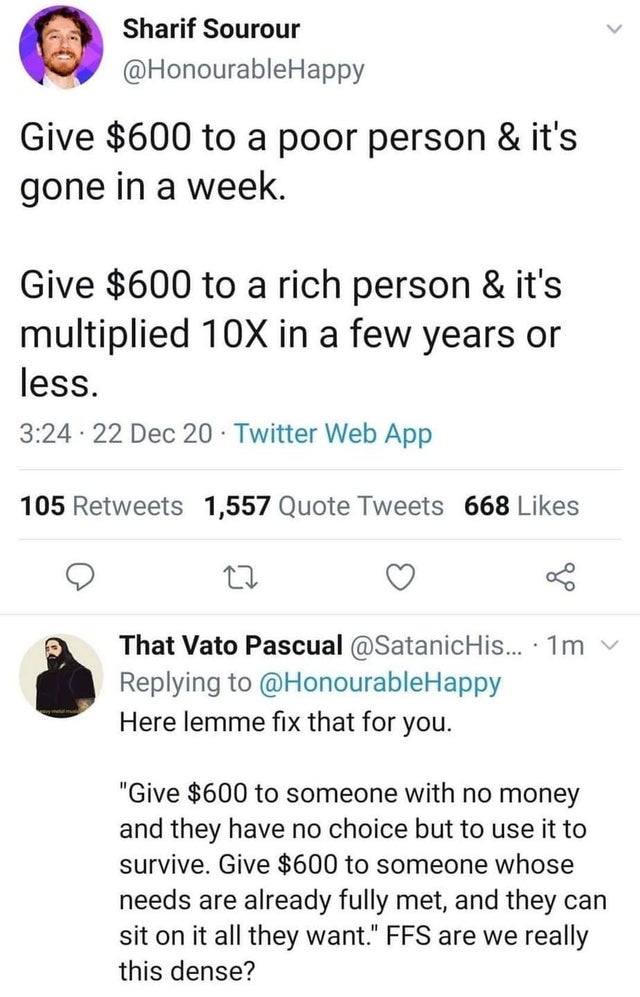 Sharif Sourour
@HonourableHappy
Give $600 to a poor person & it's
gone in a week.
Give $600 to a rich person & it's
multiplied 10X in a few years or
less.
3:24 · 22 Dec 20 · Twitter Web App
105 Retweets 1,557 Quote Tweets 668 Likes
That Vato Pascual @SatanicHis... · 1m
Replying to @HonourableHappy
Here lemme fix that for you.
"Give $600 to someone with no money
and they have no choice but to use it to
survive. Give $600 to someone whose
needs are already fully met, and they can
sit on it all they want." FFS are we really
this dense?